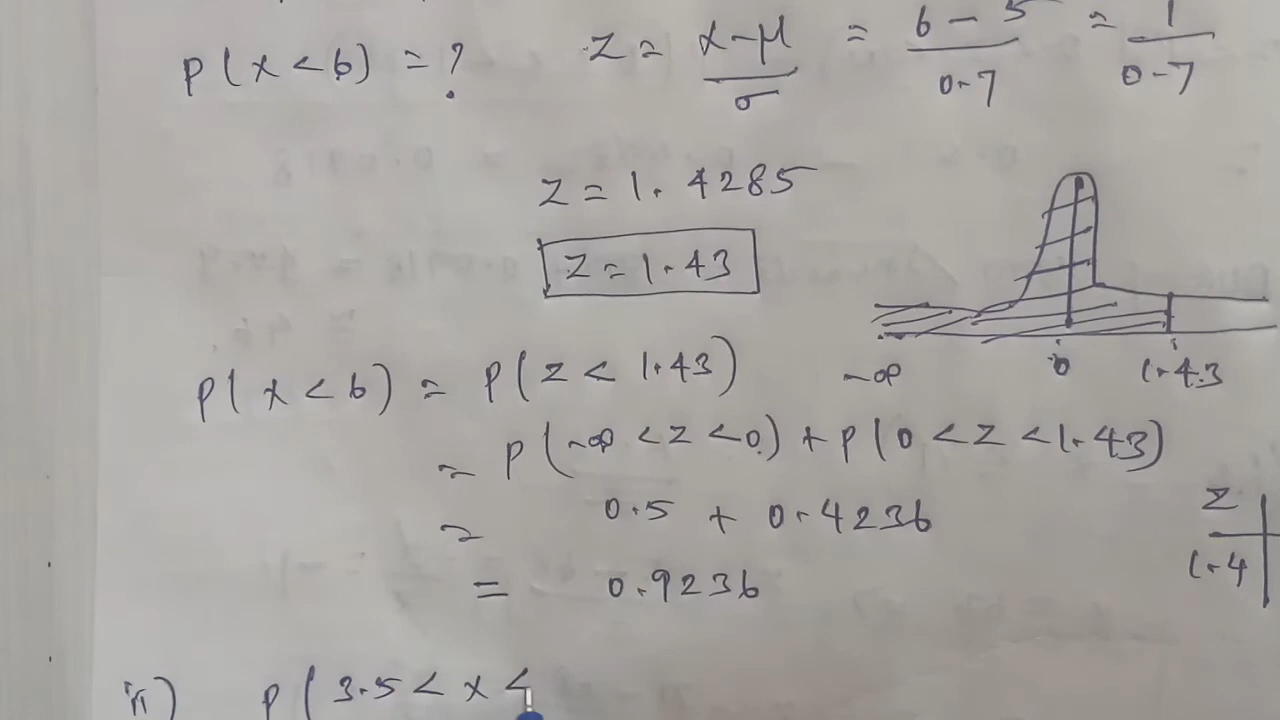 P(x<6) = ? z = x-μ/σ = 6-5/0.7 = 1/0.7
z = 1.4285
z = 1.43
-∞ 0 1.43
P(x<6) = P(z<1.43)
= P(-∞<z<0) + P(0<z<1.43)
= 0.5 + 0.4236
= 0.9236
z
1.4
ii) P(3.5<x<